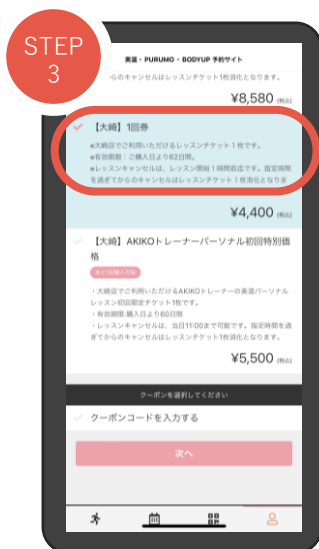 STEP
3
美温・PURUMO・BODYUP 予約サイト
らのキャンセルはレッスンチケット1枚消化となります。
¥8,580 (税込)
【大崎】1回券
※大崎店でご利用いただけるレッスンチケット1枚です。
※有効期限:ご購入日より62日間。
※レッスンキャンセルは、レッスン開始1時間前迄です。指定時間
を過ぎてからのキャンセルはレッスンチケット1枚消化となりま
¥4,400 (税込)
【大崎】AKIKOトレーナーパーソナル初回特別価
格
あと1回購入可能
・大崎店でご利用いただけるAKIKOトレーナーの美温パーソナル
レッスン初回限定チケット1枚です。
・有効期限:購入日より60日間
・レッスンキャンセルは、当日11:00まで可能です。指定時間を過
ぎてからのキャンセルはレッスンチケット1枚消化となります。
¥5,500 (税込)
クーポンを選択してください
クーポンコードを入力する
次へ